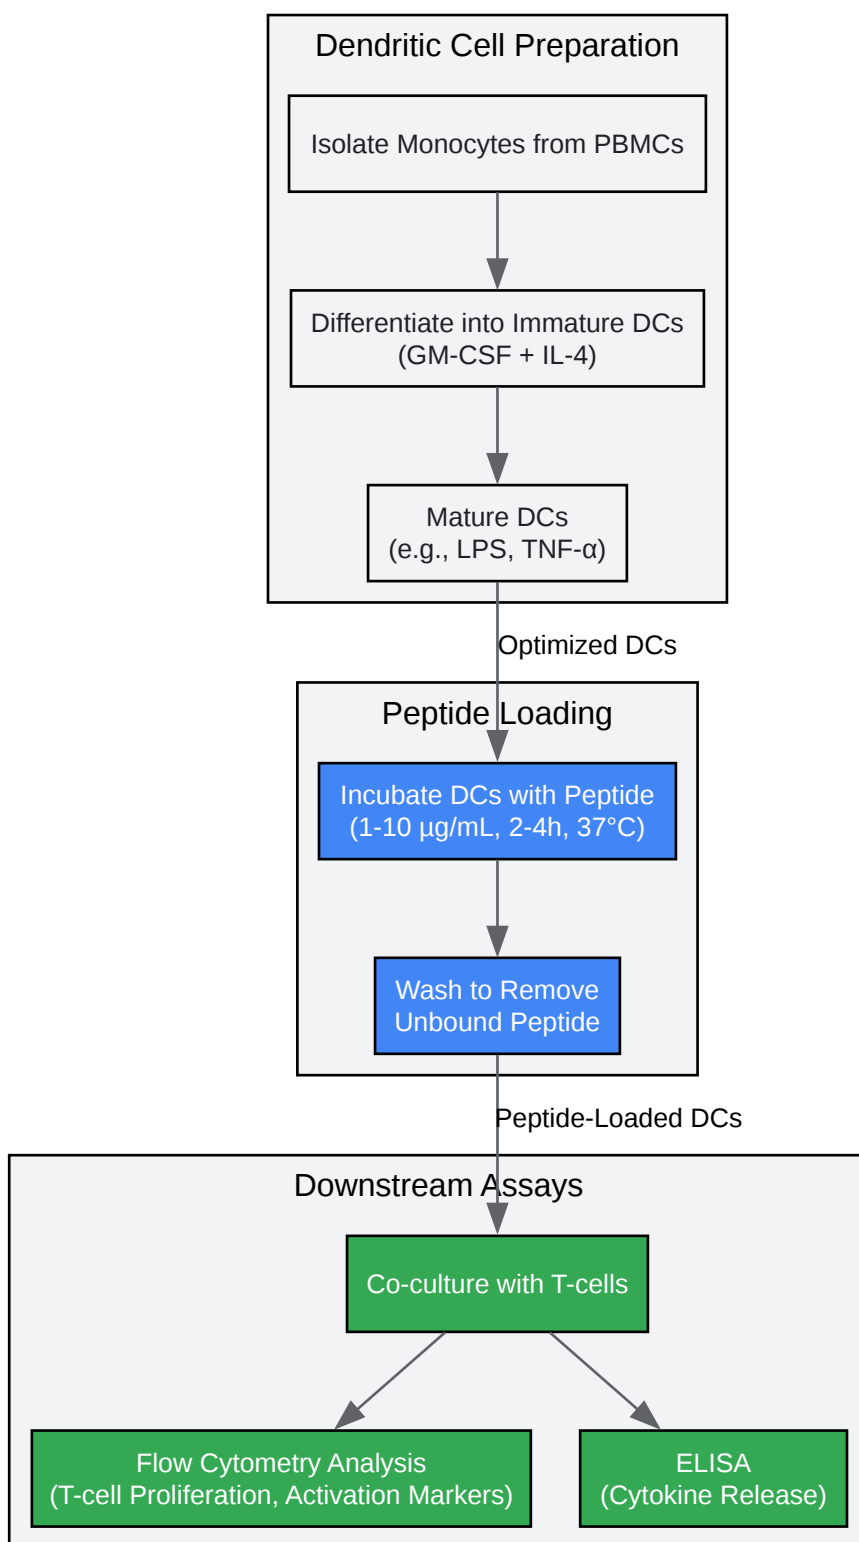 Dendritic Cell Preparation
Isolate Monocytes from PBMCs
Differentiate into Immature DCs
(GM-CSF + IL-4)
Mature DCs
(e.g., LPS, TNF-α)
Optimized DCs
Peptide Loading
Incubate DCs with Peptide
(1-10 µg/mL, 2-4h, 37°C)
Wash to Remove
Unbound Peptide
Peptide-Loaded DCs
Downstream Assays
Co-culture with T-cells
Flow Cytometry Analysis
(T-cell Proliferation, Activation Markers)
ELISA
(Cytokine Release)